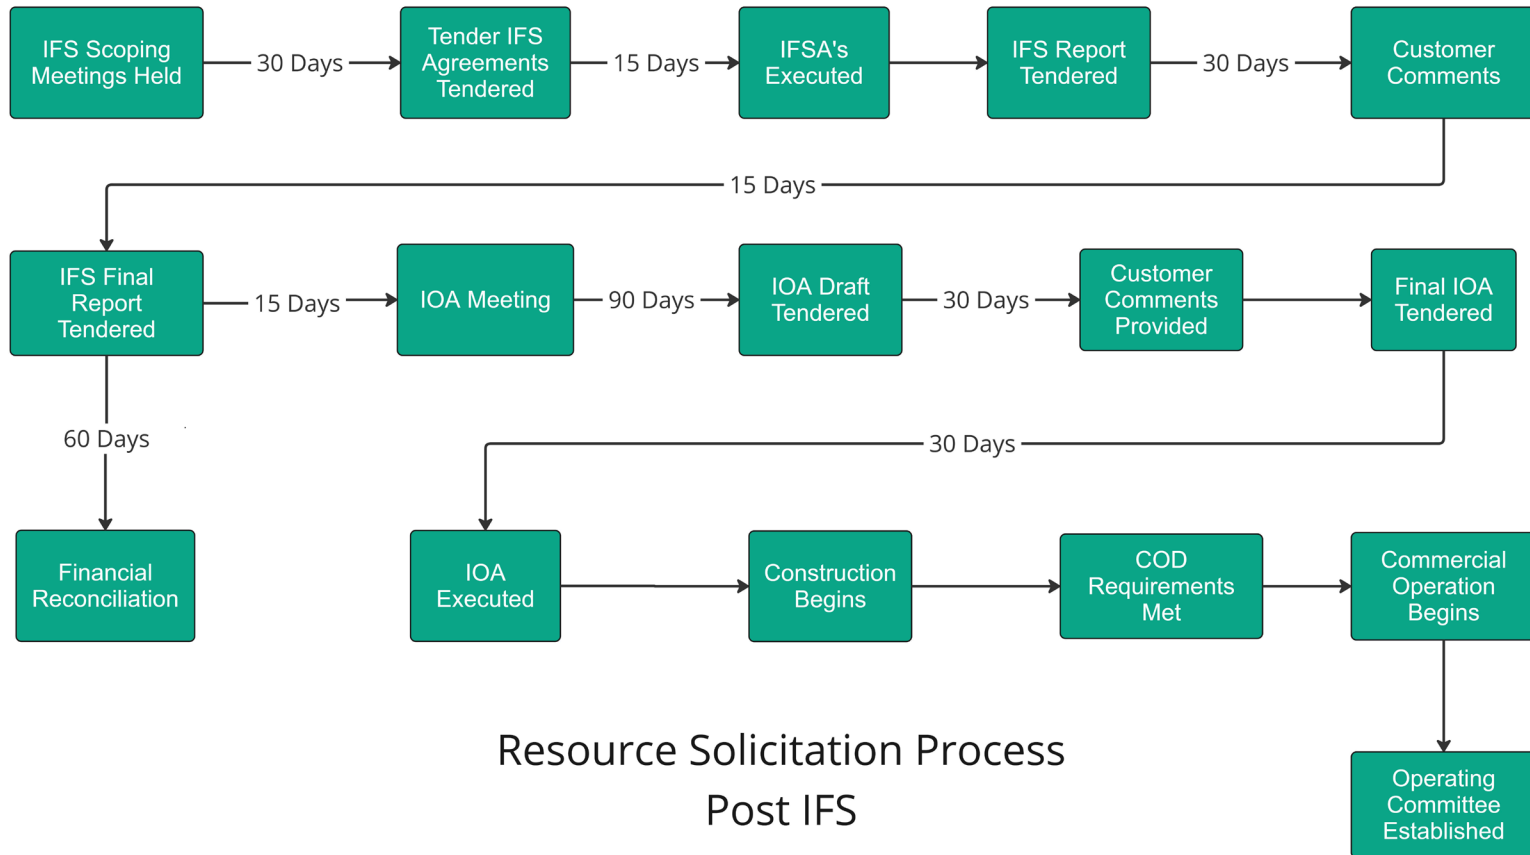 IFS Scoping
Meetings Held
30 Days
Tender IFS
Agreements
Tendered
15 Days
IFSA's
Executed
IFS Report
Tendered
30 Days
Customer
Comments
15 Days
IFS Final
Report
Tendered
15 Days
IOA Meeting
90 Days
IOA Draft
Tendered
30 Days
Customer
Comments
Provided
Final IOA
Tendered
60 Days
30 Days
Financial
Reconciliation
IOA
Executed
Construction
Begins
COD
Requirements
Met
Commercial
Operation
Begins
Resource Solicitation Process
Post IFS
Operating
Committee
Established